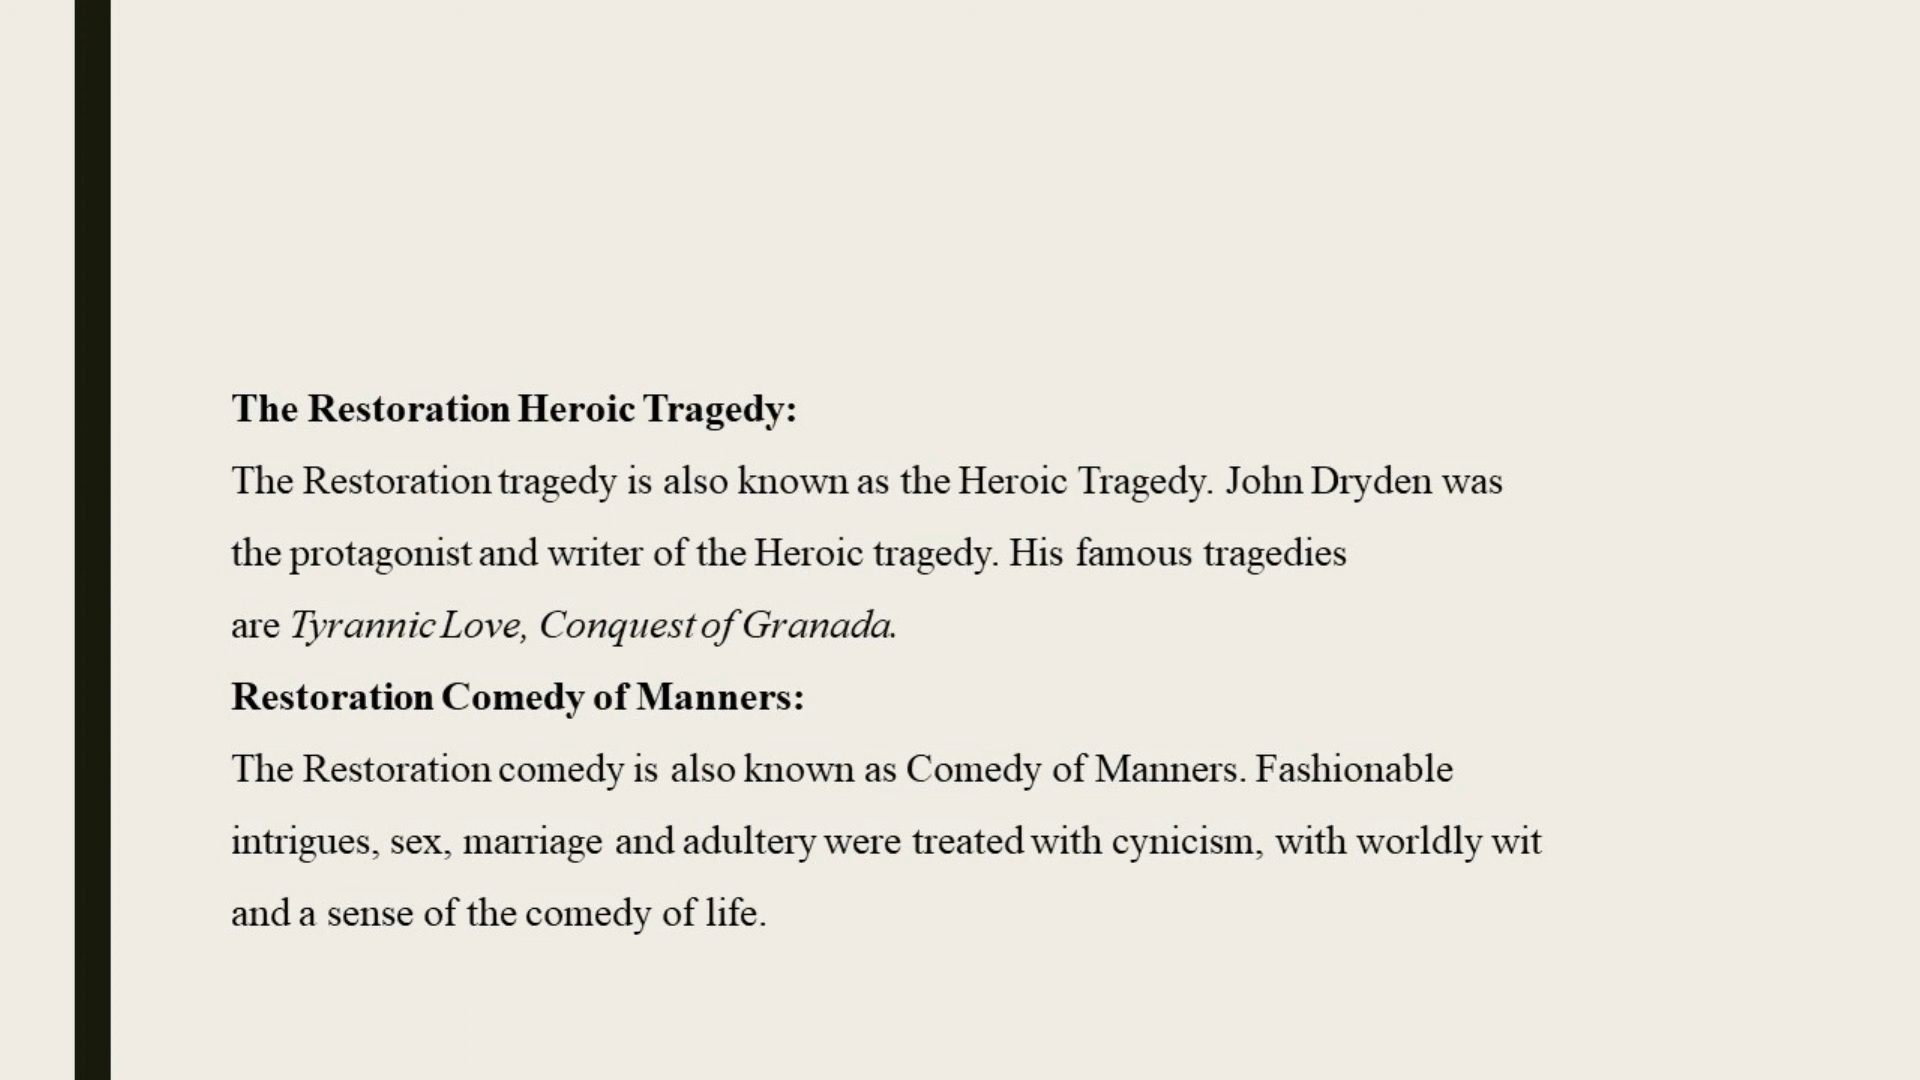 The Restoration Heroic Tragedy:
The Restoration tragedy is also known as the Heroic Tragedy. John Dryden was
the protagonist and writer of the Heroic tragedy. His famous tragedies
are Tyrannic Love, Conquest of Granada.
Restoration Comedy of Manners:
The Restoration comedy is also known as Comedy of Manners. Fashionable
intrigues, sex, marriage and adultery were treated with cynicism, with worldly wit
and a sense of the comedy of life.